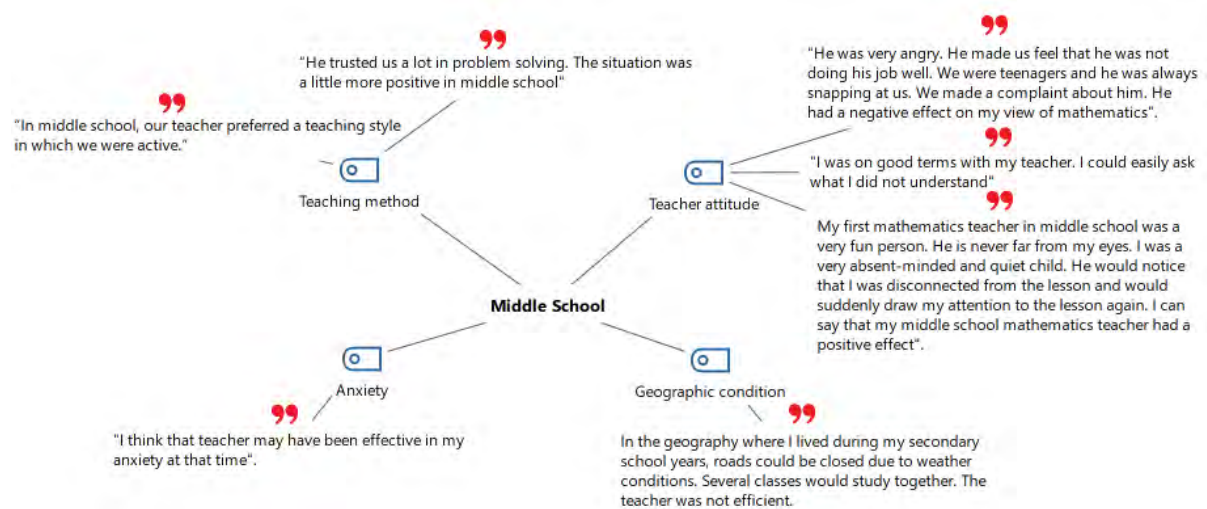 "He trusted us a lot in problem solving. The situation was
a little more positive in middle school"
"In middle school, our teacher preferred a teaching style
in which we were active."
Teaching method
"He was very angry. He made us feel that he was not
doing his job well. We were teenagers and he was always
snapping at us. We made a complaint about him. He
had a negative effect on my view of mathematics".
"I was on good terms with my teacher. I could easily ask
what I did not understand"
Teacher attitude
My first mathematics teacher in middle school was a
very fun person. He is never far from my eyes. I was a
very absent-minded and quiet child. He would notice
that I was disconnected from the lesson and would
suddenly draw my attention to the lesson again. I can
say that my middle school mathematics teacher had a
positive effect".
Middle School
Anxiety
"I think that teacher may have been effective in my
anxiety at that time".
Geographic condition
In the geography where I lived during my secondary
school years, roads could be closed due to weather
conditions. Several classes would study together. The
teacher was not efficient.